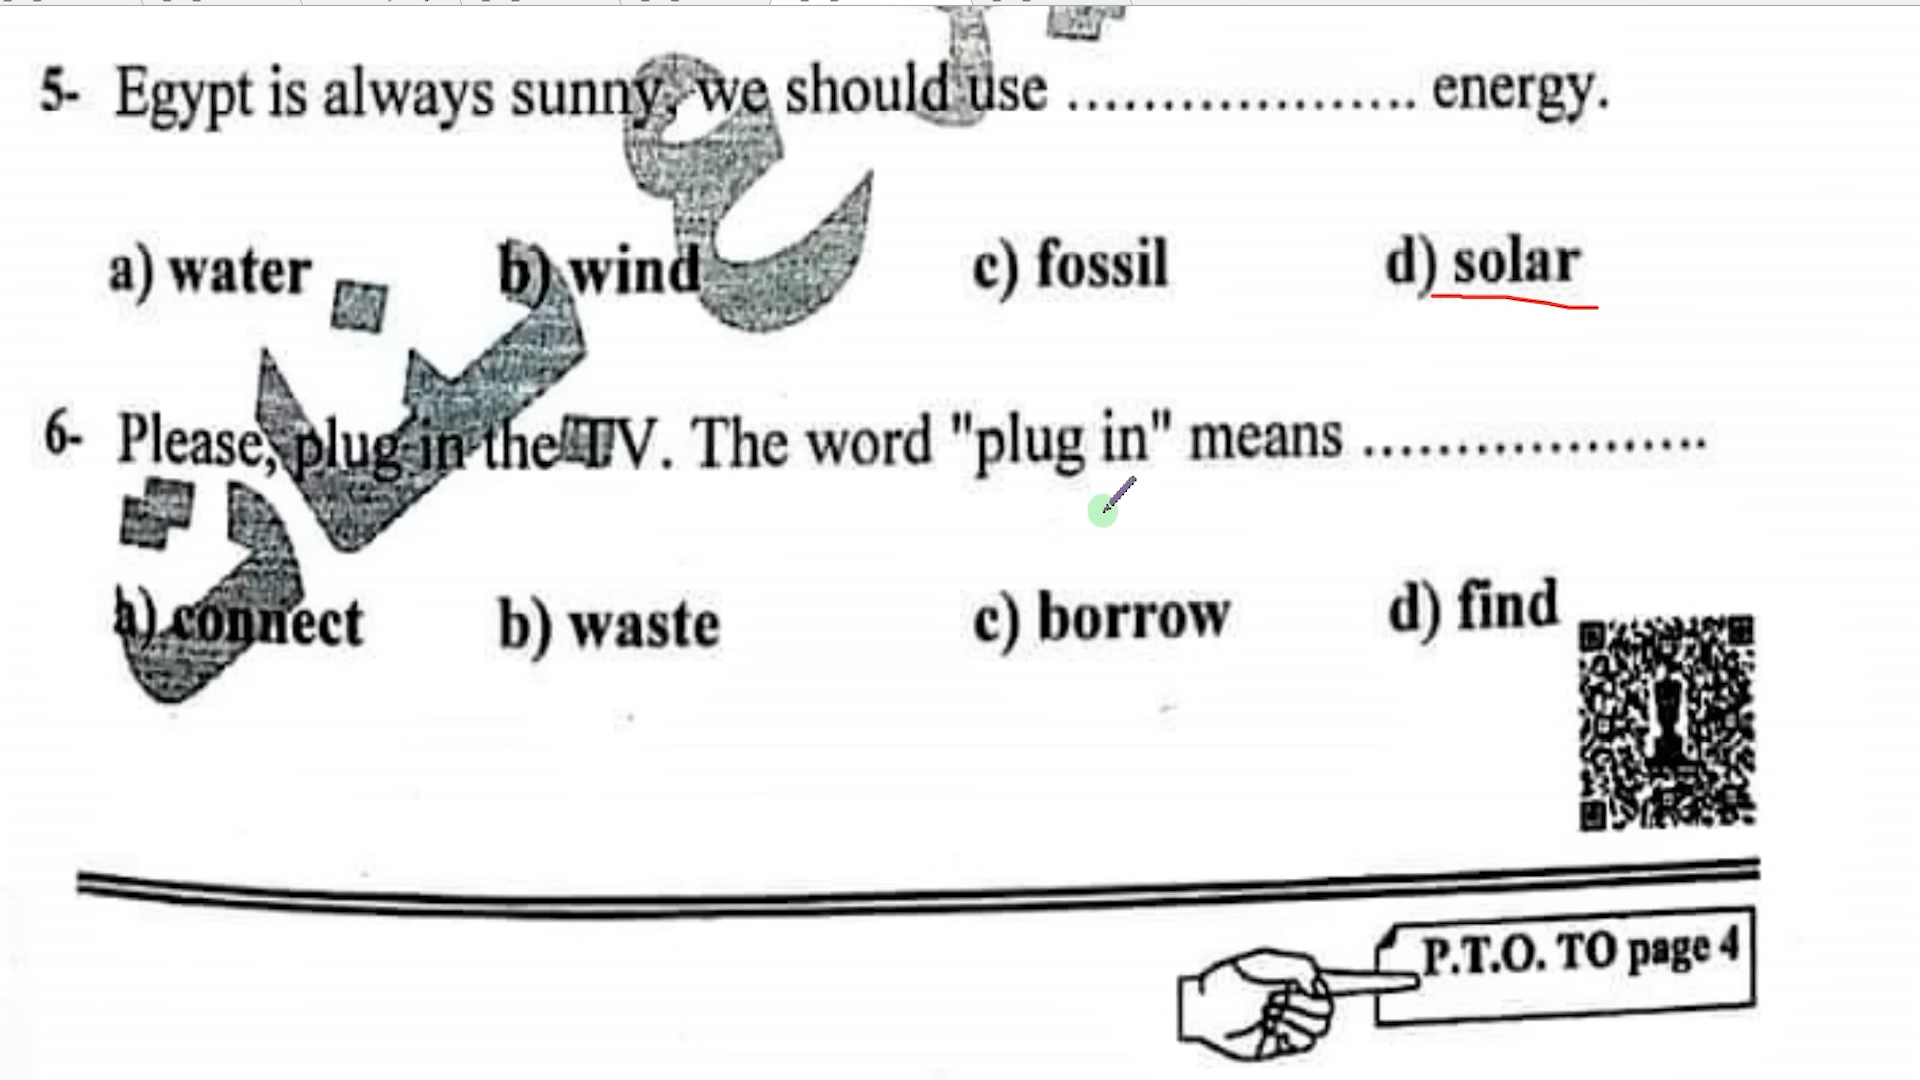 5- Egypt is always sunny, we should use ................... energy.
a) water b) wind c) fossil d) solar
6- Please, plug in the TV. The word "plug in" means ...................
a) connect b) waste c) borrow d) find
P.T.O. TO page 4